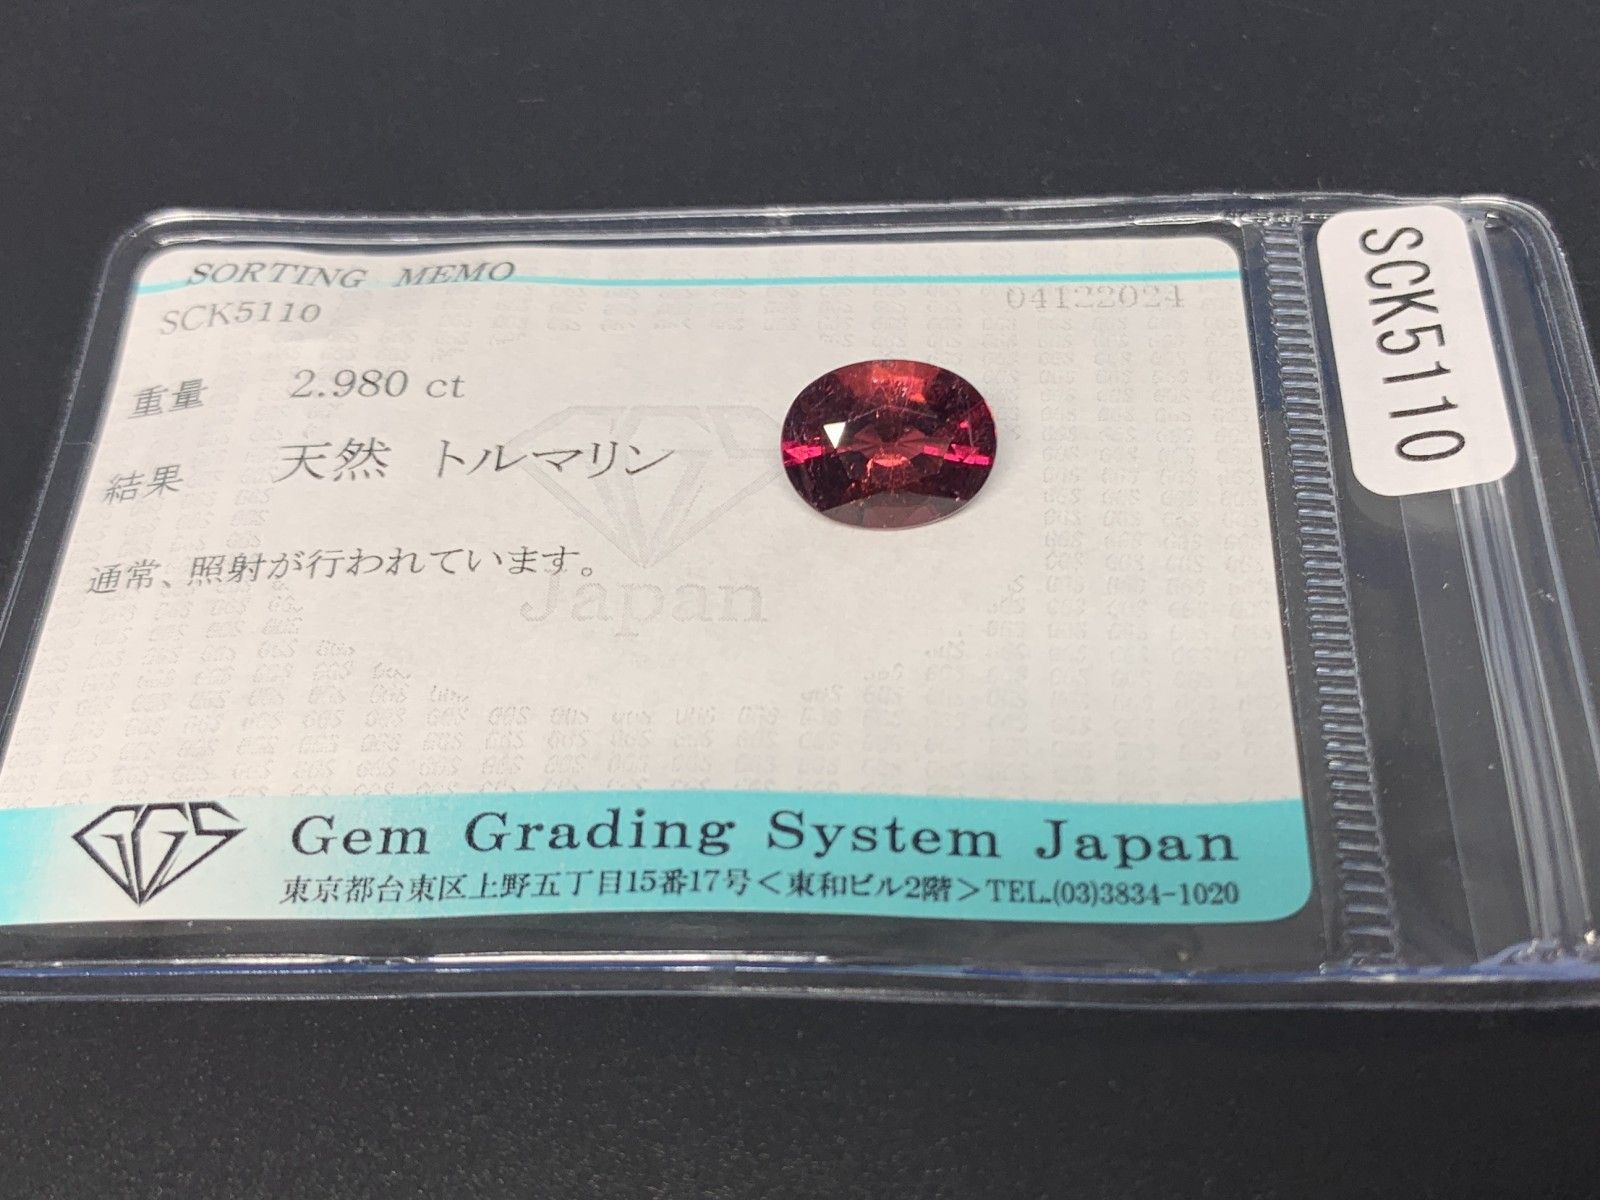 SORTING MEMO
SCK5110
04122024
重量 2.980 ct
結果 天然 トルマリン
通常、照射が行われています。
Japan
GGS
Gem Grading System Japan
東京都台東区上野五丁目15番17号＜東和ビル2階＞TEL.(03)3834-1020
SCK5110